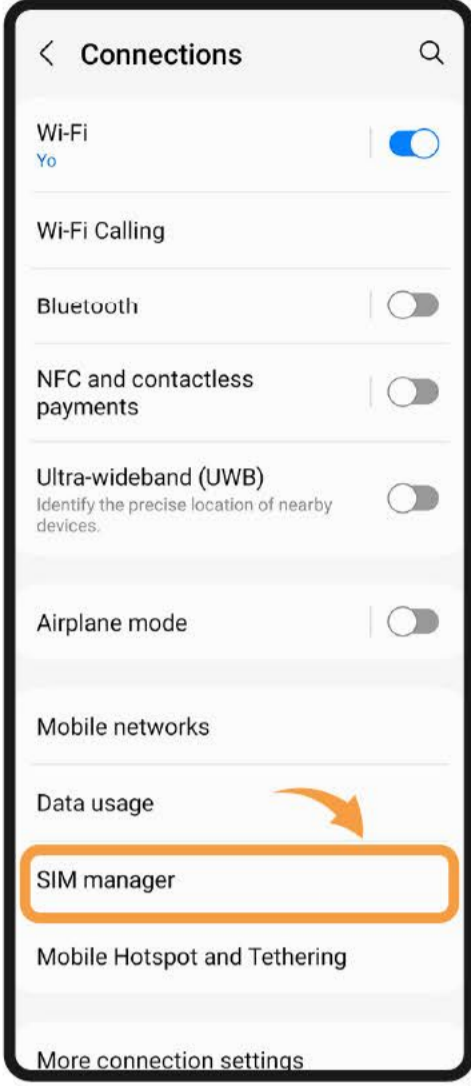 Connections
Wi-Fi
Yo
Wi-Fi Calling
Bluetooth
NFC and contactless
payments
Ultra-wideband (UWB)
Identify the precise location of nearby
devices.
Airplane mode
Mobile networks
Data usage
SIM manager
Mobile Hotspot and Tethering
More connection settings